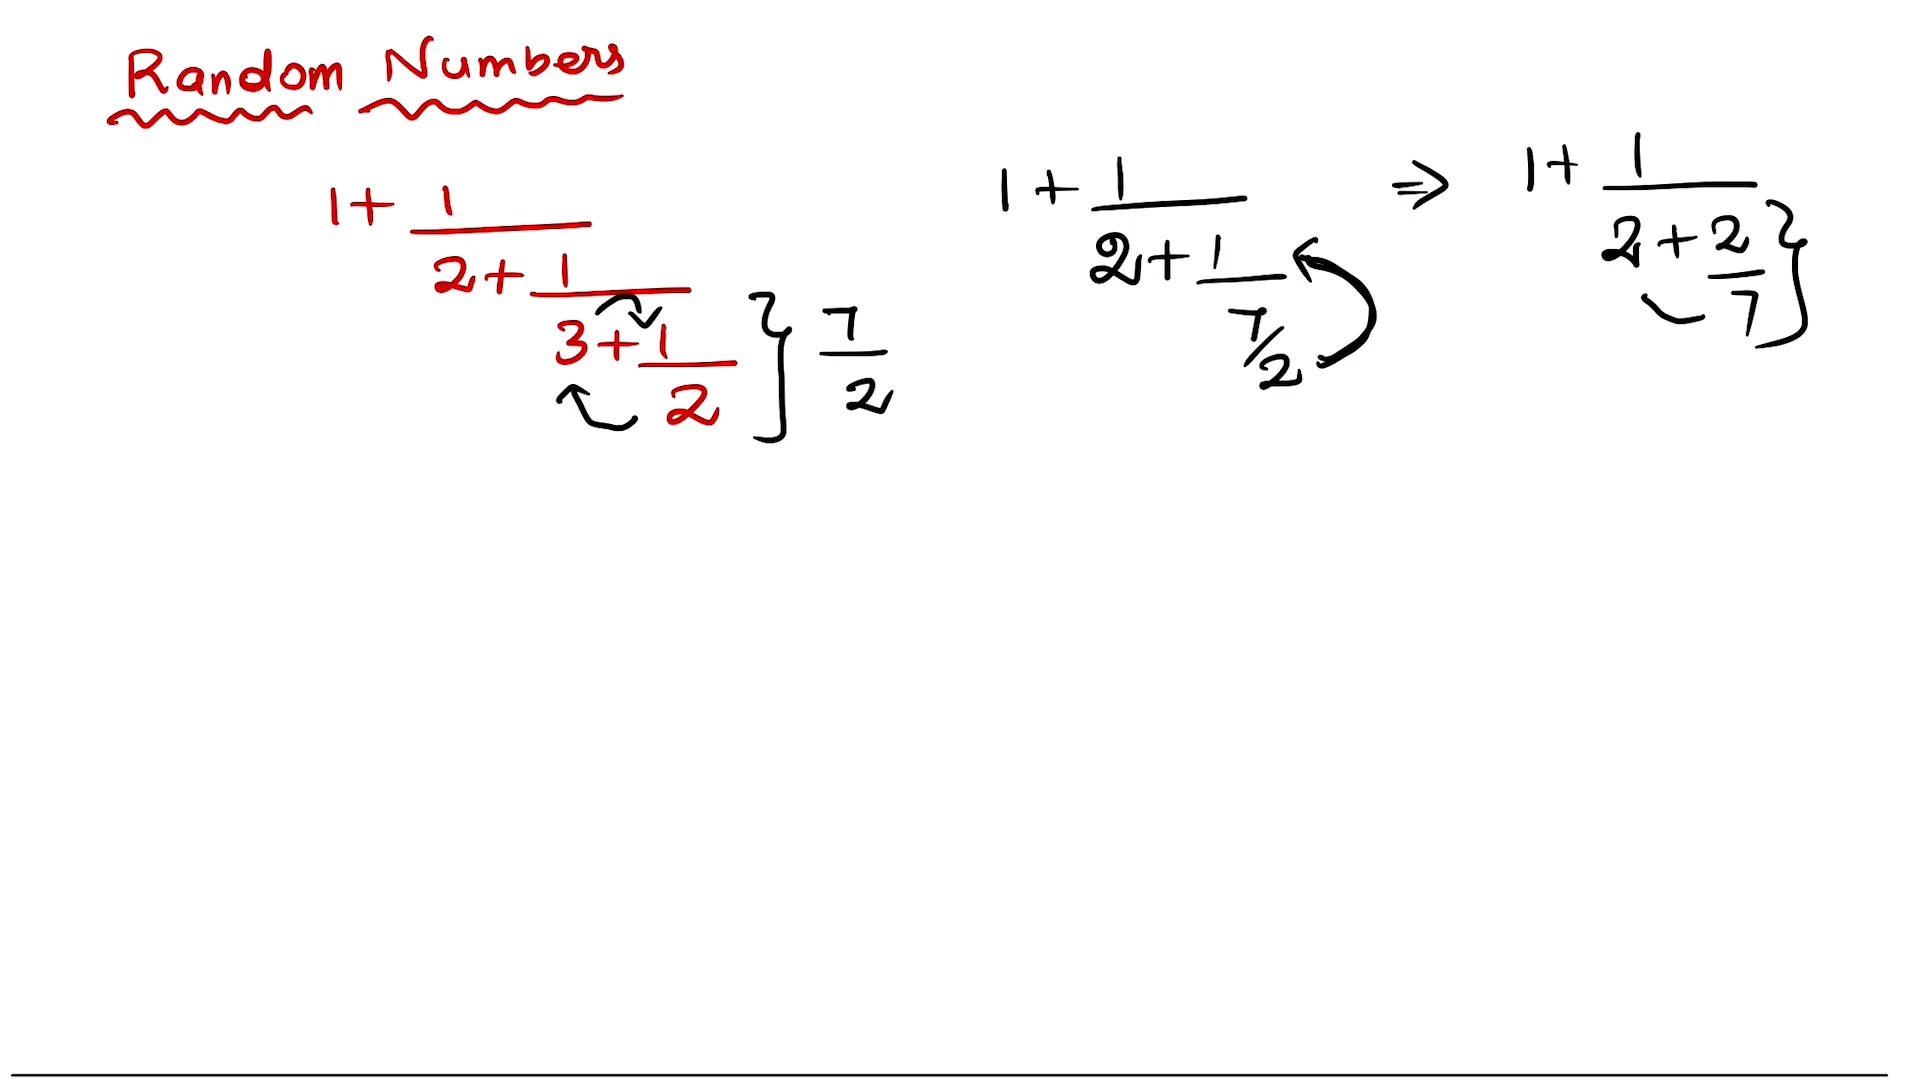 Random Numbers
1 + 1
2 + 1
3 + 1
2
} 7/2
1 + 1
2 + 1
7/2
⇒ 1 + 1
2 + 2 }
7